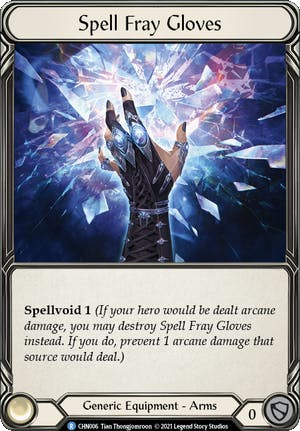 Spell Fray Gloves
Spellvoid 1 (If your hero would be dealt arcane
damage, you may destroy Spell Fray Gloves
instead. If you do, prevent 1 arcane damage that
source would deal.)
Generic Equipment - Arms
0
R CHN006 Tian Thongjomroon © 2021 Legend Story Studios